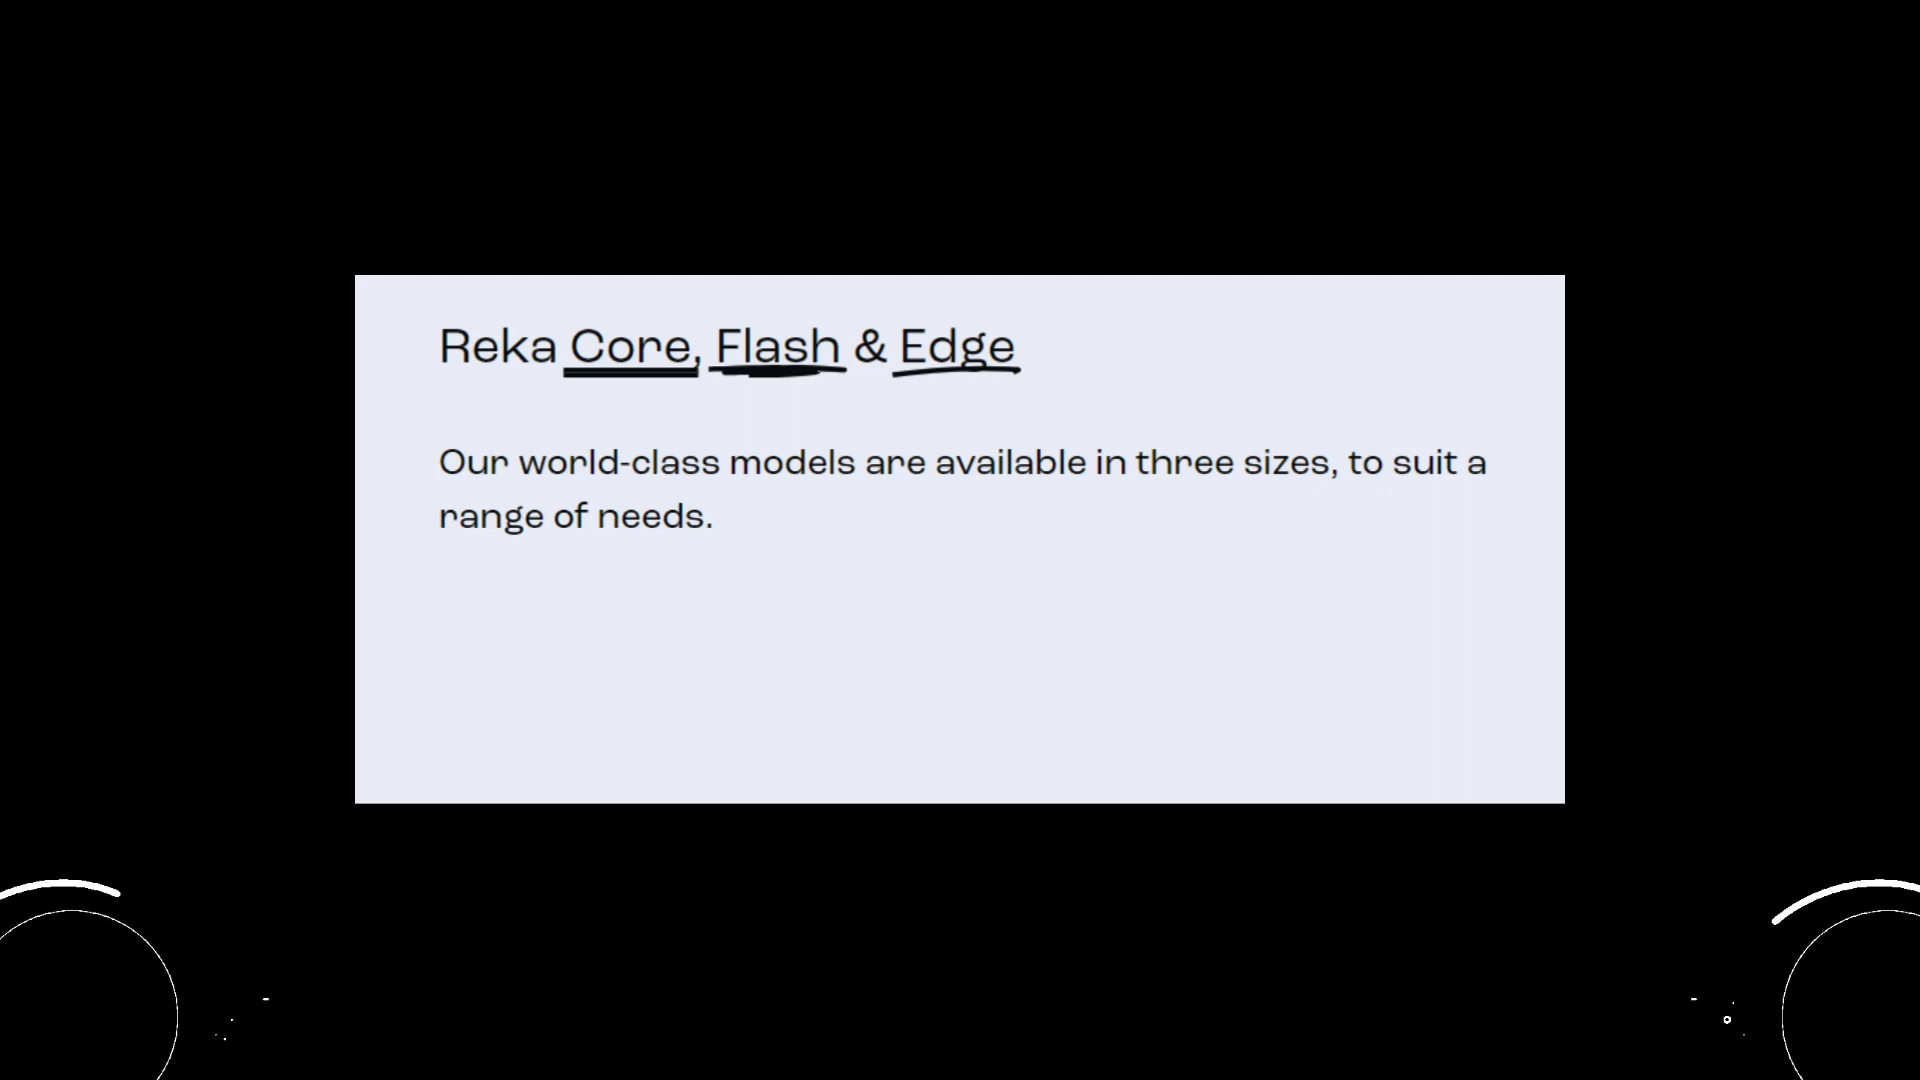 Reka Core, Flash & Edge
Our world-class models are available in three sizes, to suit a
range of needs.